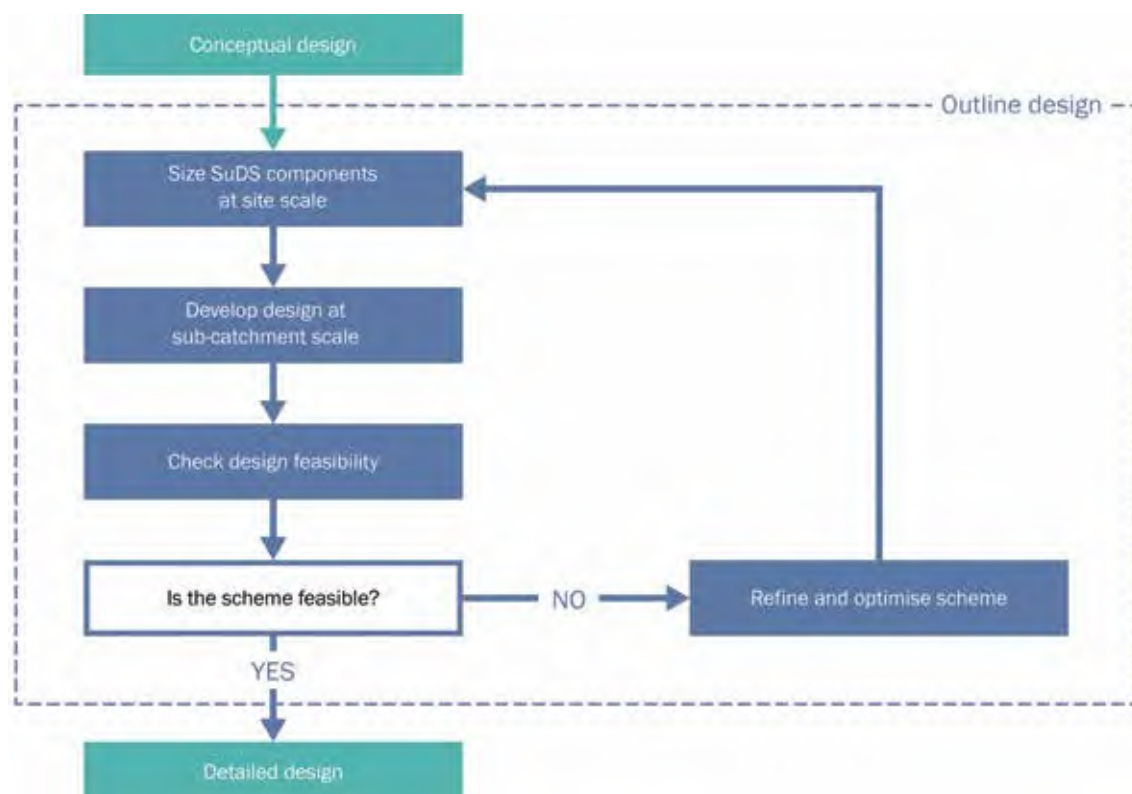 Conceptual design
Outline design
Size SuDS components
at site scale
Develop design at
sub-catchment scale
Check design feasibility
Is the scheme feasible?
NO
Refine and optimise scheme
YES
Detailed design